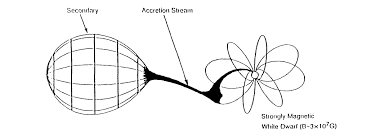 Secondary
Accretion Stream
Strongly Magnetic
White Dwarf (B~3×10⁷G)